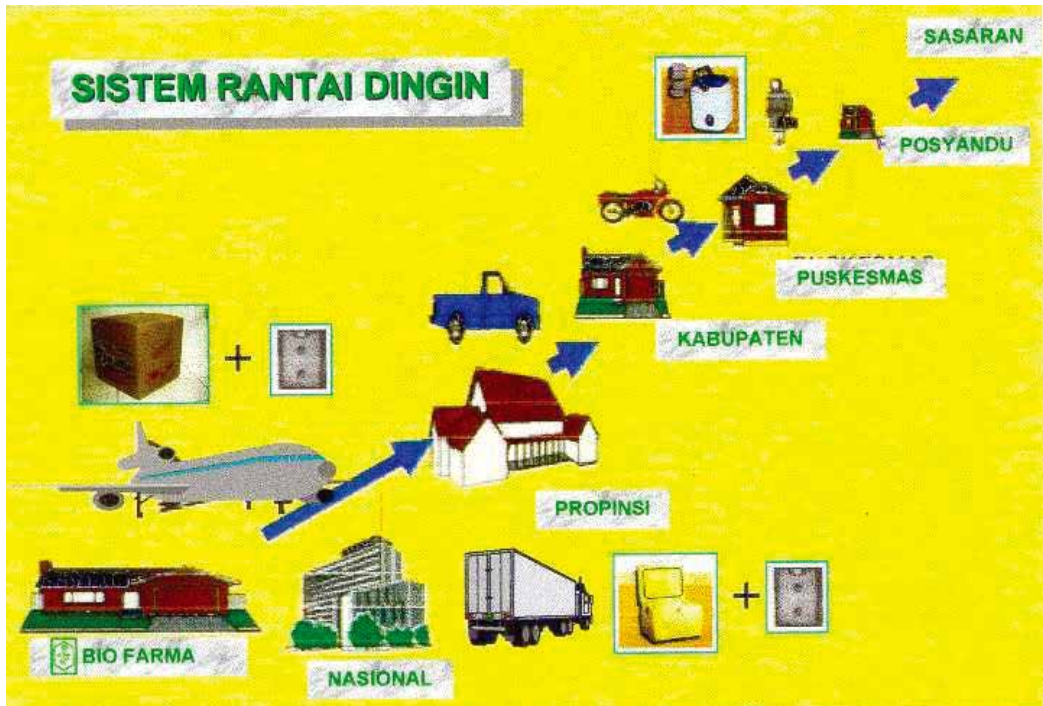 SISTEM RANTAI DINGIN
SASARAN
POSYANDU
PUSKESMAS
KABUPATEN
+
PROPINSI
+
BIO FARMA
NASIONAL